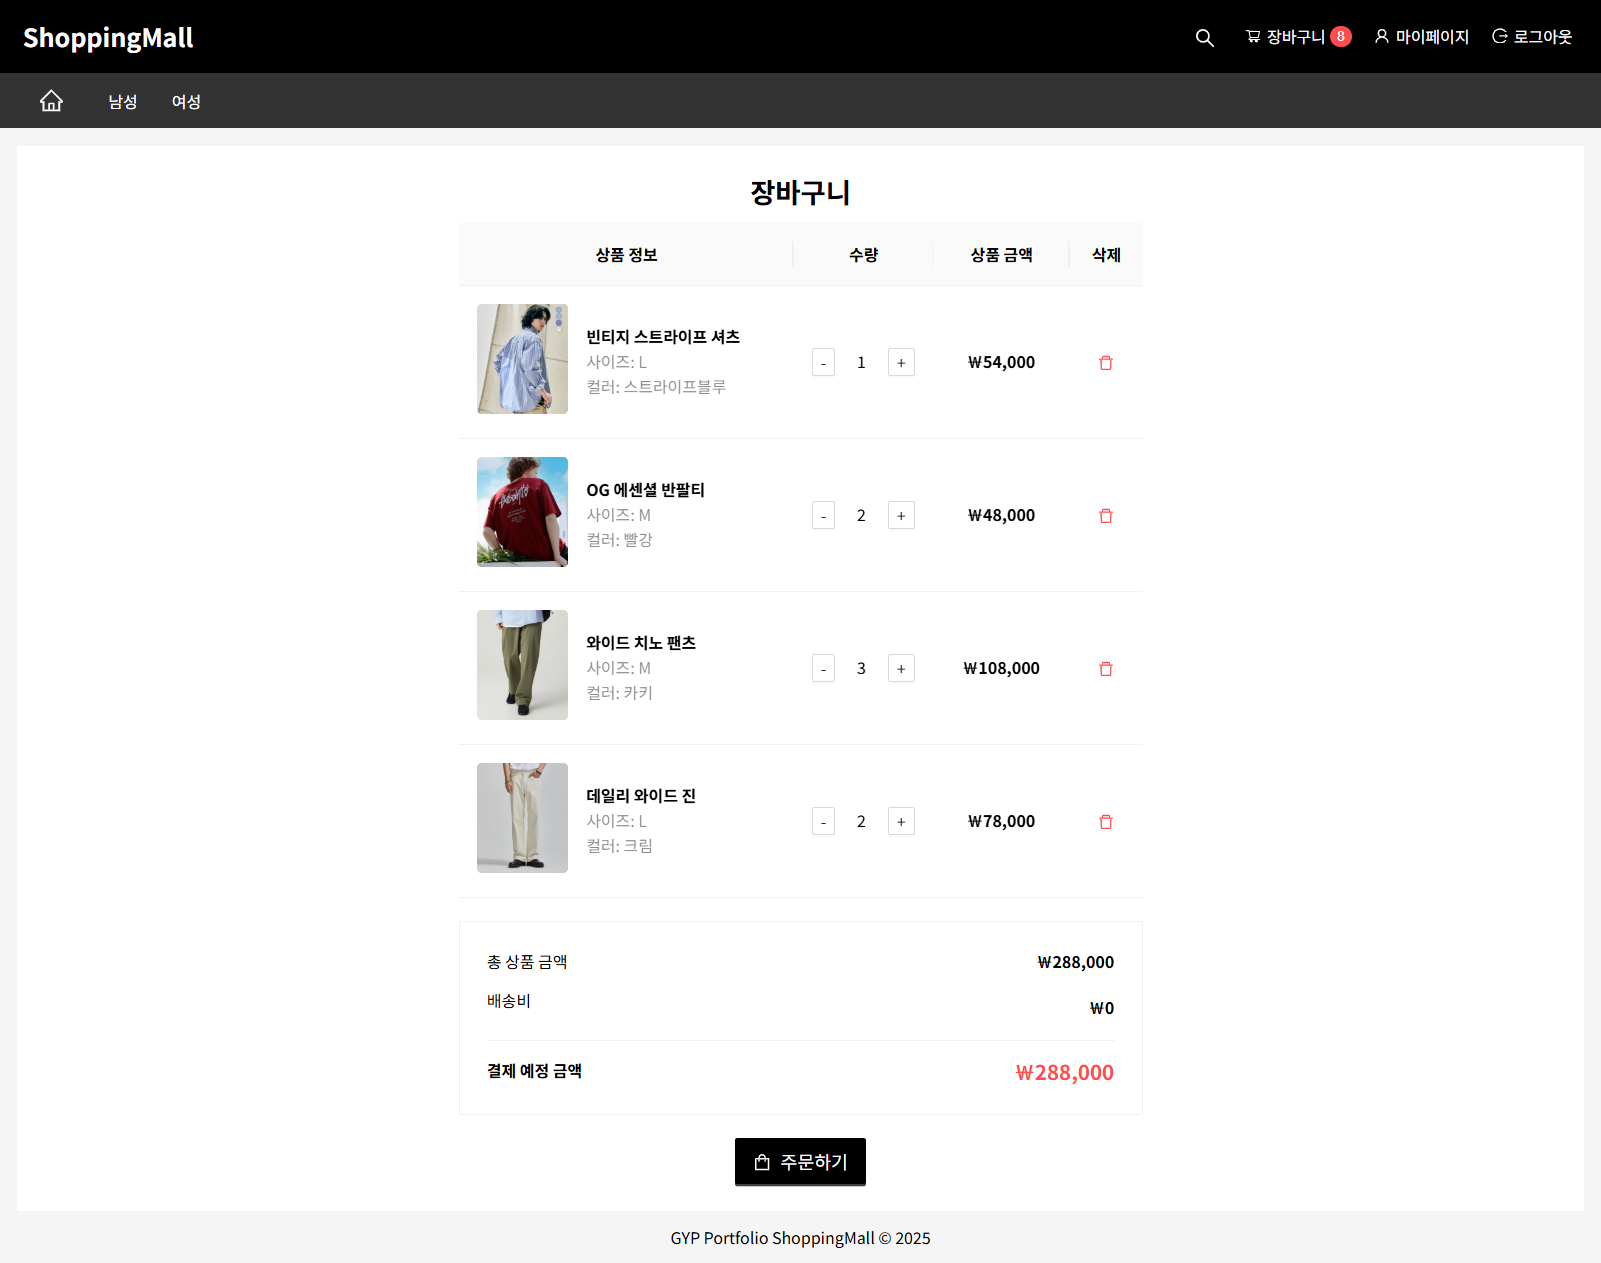 ShoppingMall
장바구니 8 마이페이지 로그아웃
남성 여성
장바구니
상품 정보 수량 상품 금액 삭제
빈티지 스트라이프 셔츠
사이즈: L
컬러: 스트라이프블루
- 1 + ₩54,000
OG 에센셜 반팔티
사이즈: M
컬러: 빨강
- 2 + ₩48,000
와이드 치노 팬츠
사이즈: M
컬러: 카키
- 3 + ₩108,000
데일리 와이드 진
사이즈: L
컬러: 크림
- 2 + ₩78,000
총 상품 금액 ₩288,000
배송비 ₩0
결제 예정 금액 ₩288,000
주문하기
GYP Portfolio ShoppingMall © 2025